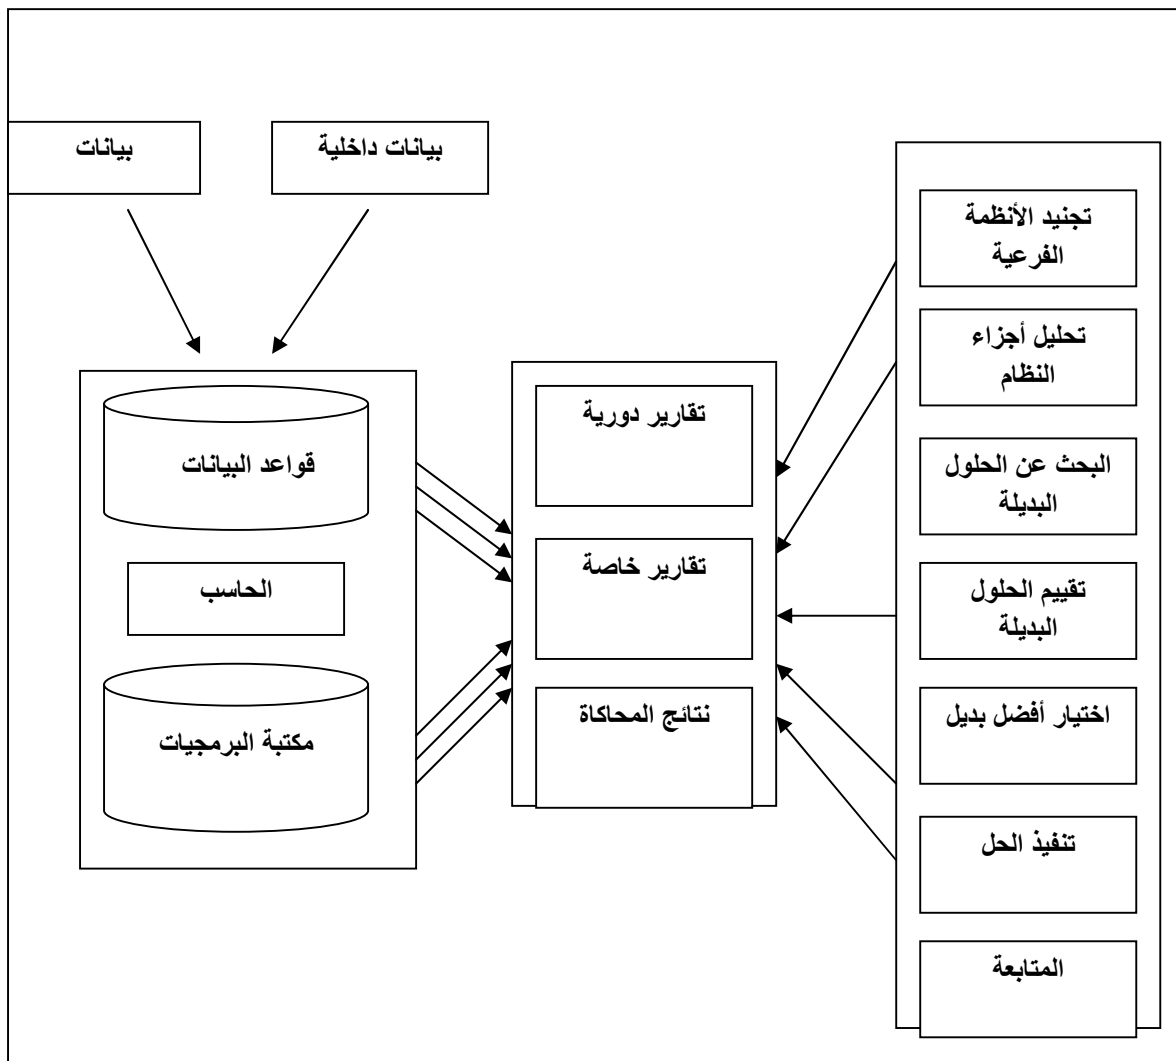 بيانات داخلية
بيانات
تجنيد الأنظمة
الفرعية
تحليل أجزاء
النظام
البحث عن الحلول
البديلة
تقييم الحلول
البديلة
اختيار أفضل بديل
تنفيذ الحل
المتابعة
تقارير دورية
تقارير خاصة
نتائج المحاكاة
قواعد البيانات
الحاسب
مكتبة البرمجيات